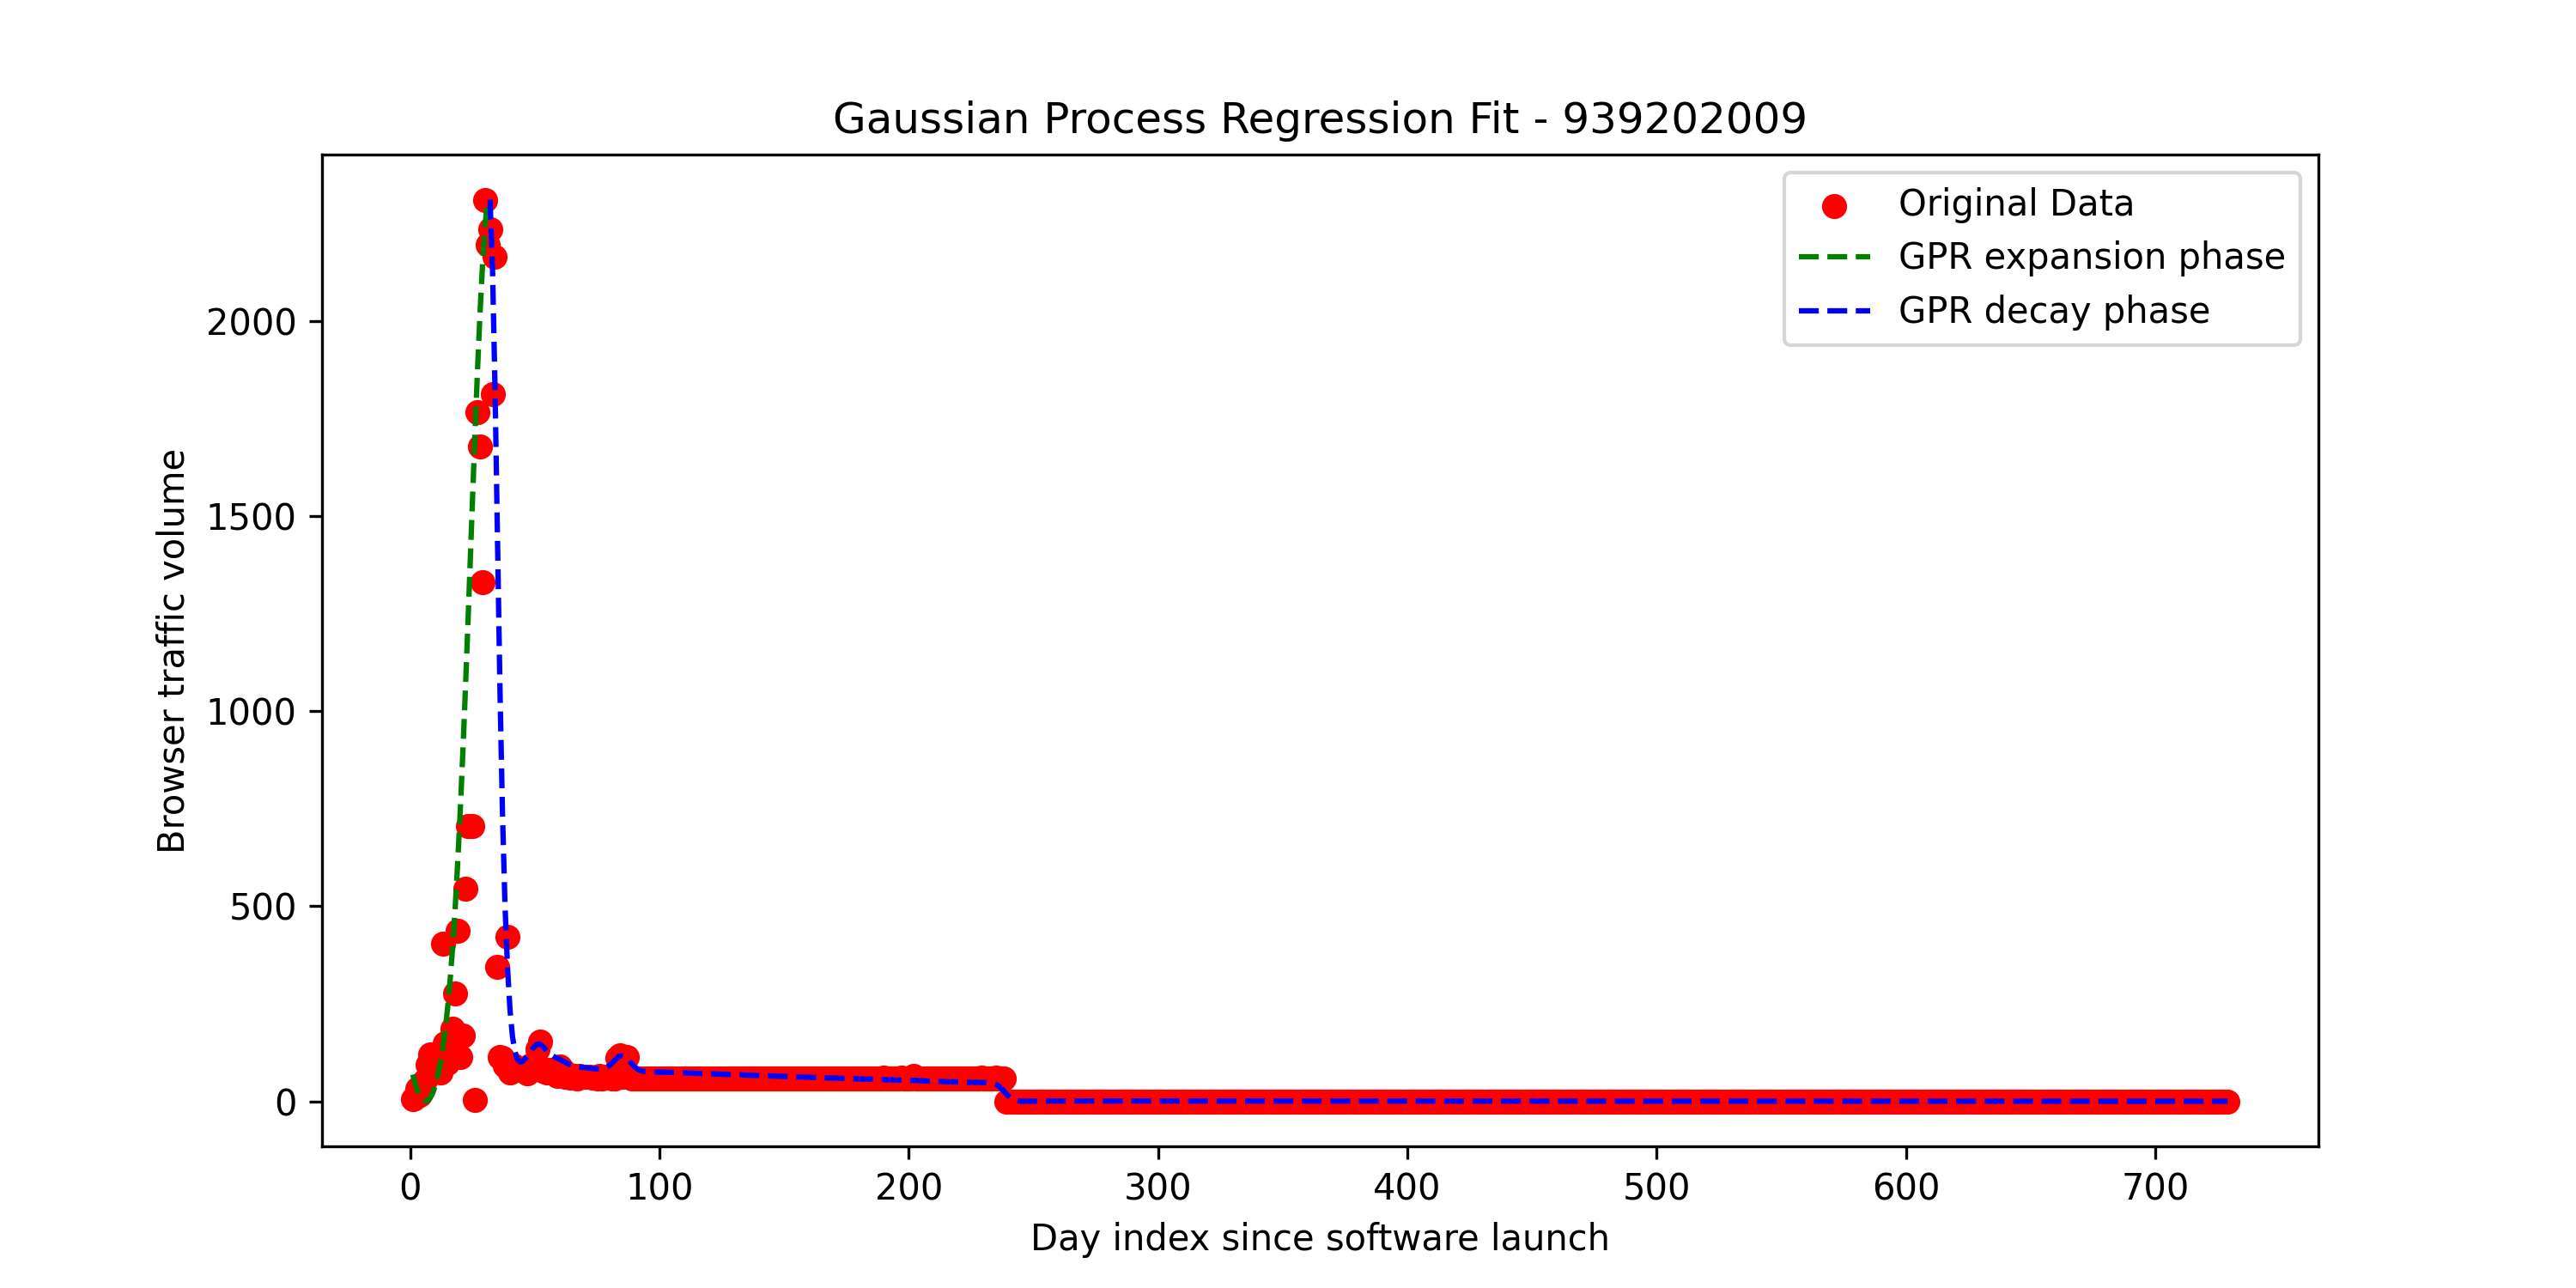 Gaussian Process Regression Fit - 939202009
Original Data
GPR expansion phase
GPR decay phase
Browser traffic volume
2000
1500
1000
500
0
0 100 200 300 400 500 600 700
Day index since software launch